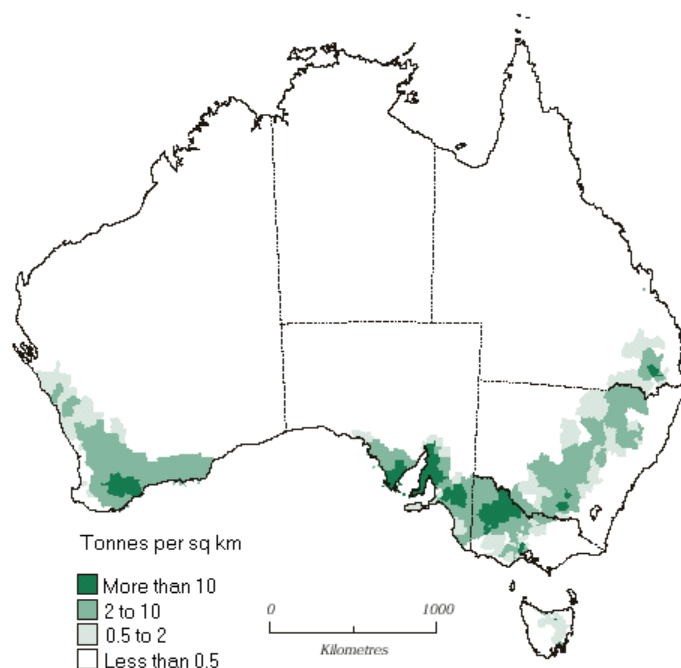 Tonnes per sq km
More than 10
2 to 10
0.5 to 2
Less than 0.5
0 1000
Kilometres